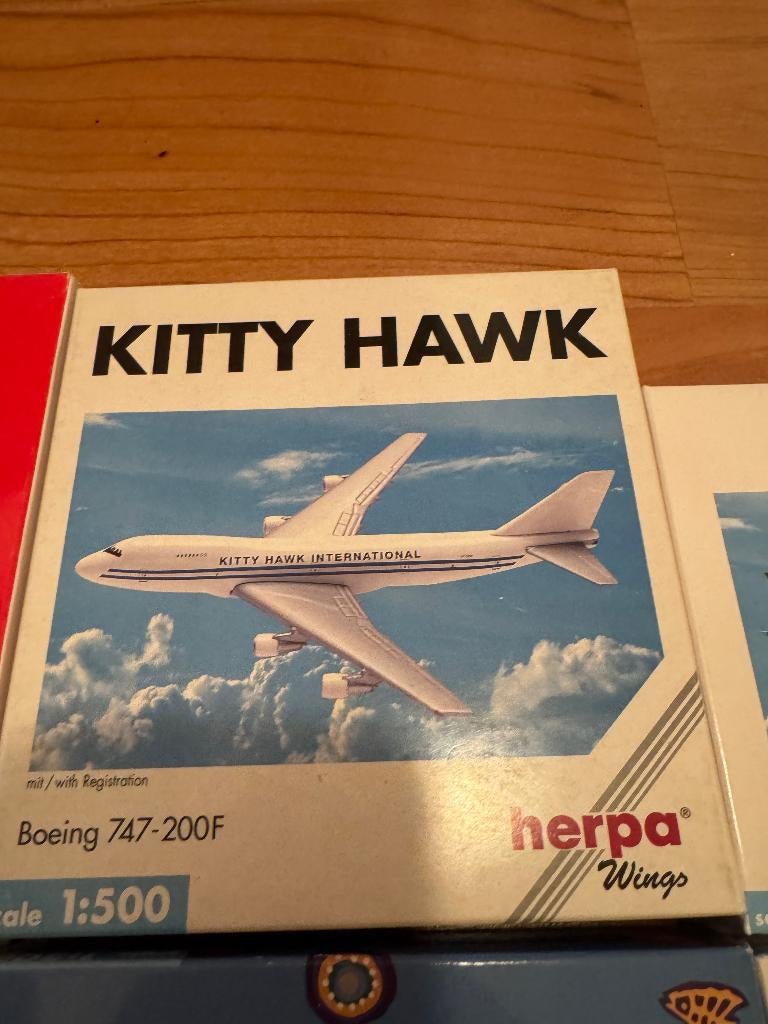 KITTY HAWK
KITTY HAWK INTERNATIONAL
mit / with Registration
Boeing 747-200F
herpa®
Wings
1:500